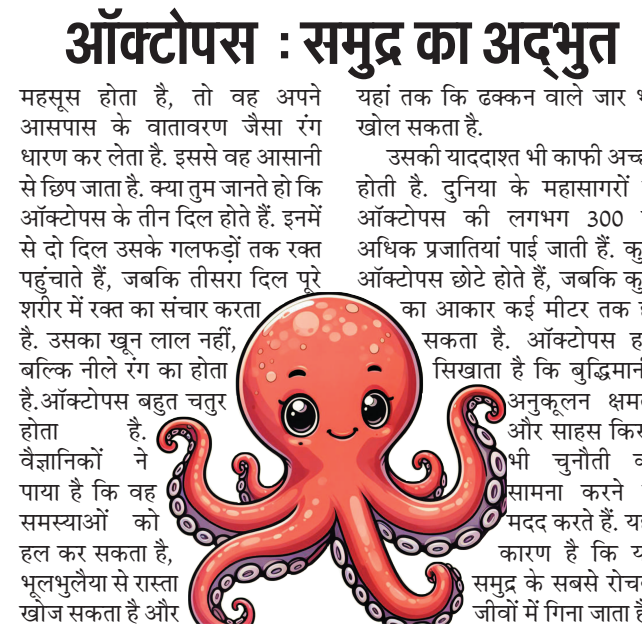 ऑक्टोपस : समुद्र का अद्भुत
महसूस होता है, तो वह अपने
आसपास के वातावरण जैसा रंग
धारण कर लेता है. इससे वह आसानी
से छिप जाता है. क्या तुम जानते हो कि
ऑक्टोपस के तीन दिल होते हैं. इनमें
से दो दिल उसके गलफड़ों तक रक्त
पहुंचाते हैं, जबकि तीसरा दिल पूरे
शरीर में रक्त का संचार करता
है. उसका खून लाल नहीं,
बल्कि नीले रंग का होता
है.ऑक्टोपस बहुत चतुर
होता है.
वैज्ञानिकों ने
पाया है कि वह
समस्याओं को
हल कर सकता है,
भूलभुलैया से रास्ता
खोज सकता है और
यहां तक कि ढक्कन वाले जार
खोल सकता है.
उसकी याददाश्त भी काफी
होती है. दुनिया के महासागरों
ऑक्टोपस की लगभग 300
अधिक प्रजातियां पाई जाती हैं.
ऑक्टोपस छोटे होते हैं, जबकि
का आकार कई मीटर तक
सकता है. ऑक्टोपस
सिखाता है कि
अनुकूलन
और साहस
भी चुनौती
सामना करने
मदद करते हैं.
कारण है कि
समुद्र के सबसे
जीवों में गिना जाता